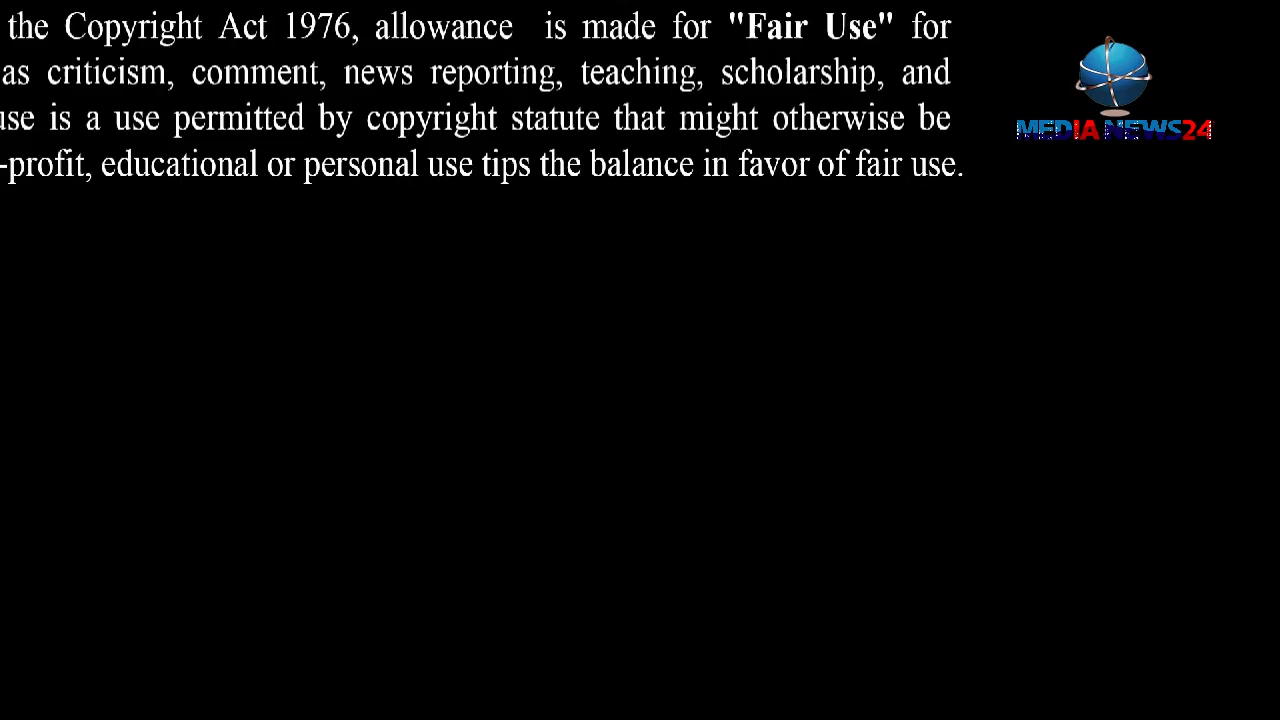 the Copyright Act 1976, allowance is made for "Fair Use" for
as criticism, comment, news reporting, teaching, scholarship, and
use is a use permitted by copyright statute that might otherwise be
-profit, educational or personal use tips the balance in favor of fair use.
MEDIA NEWS24